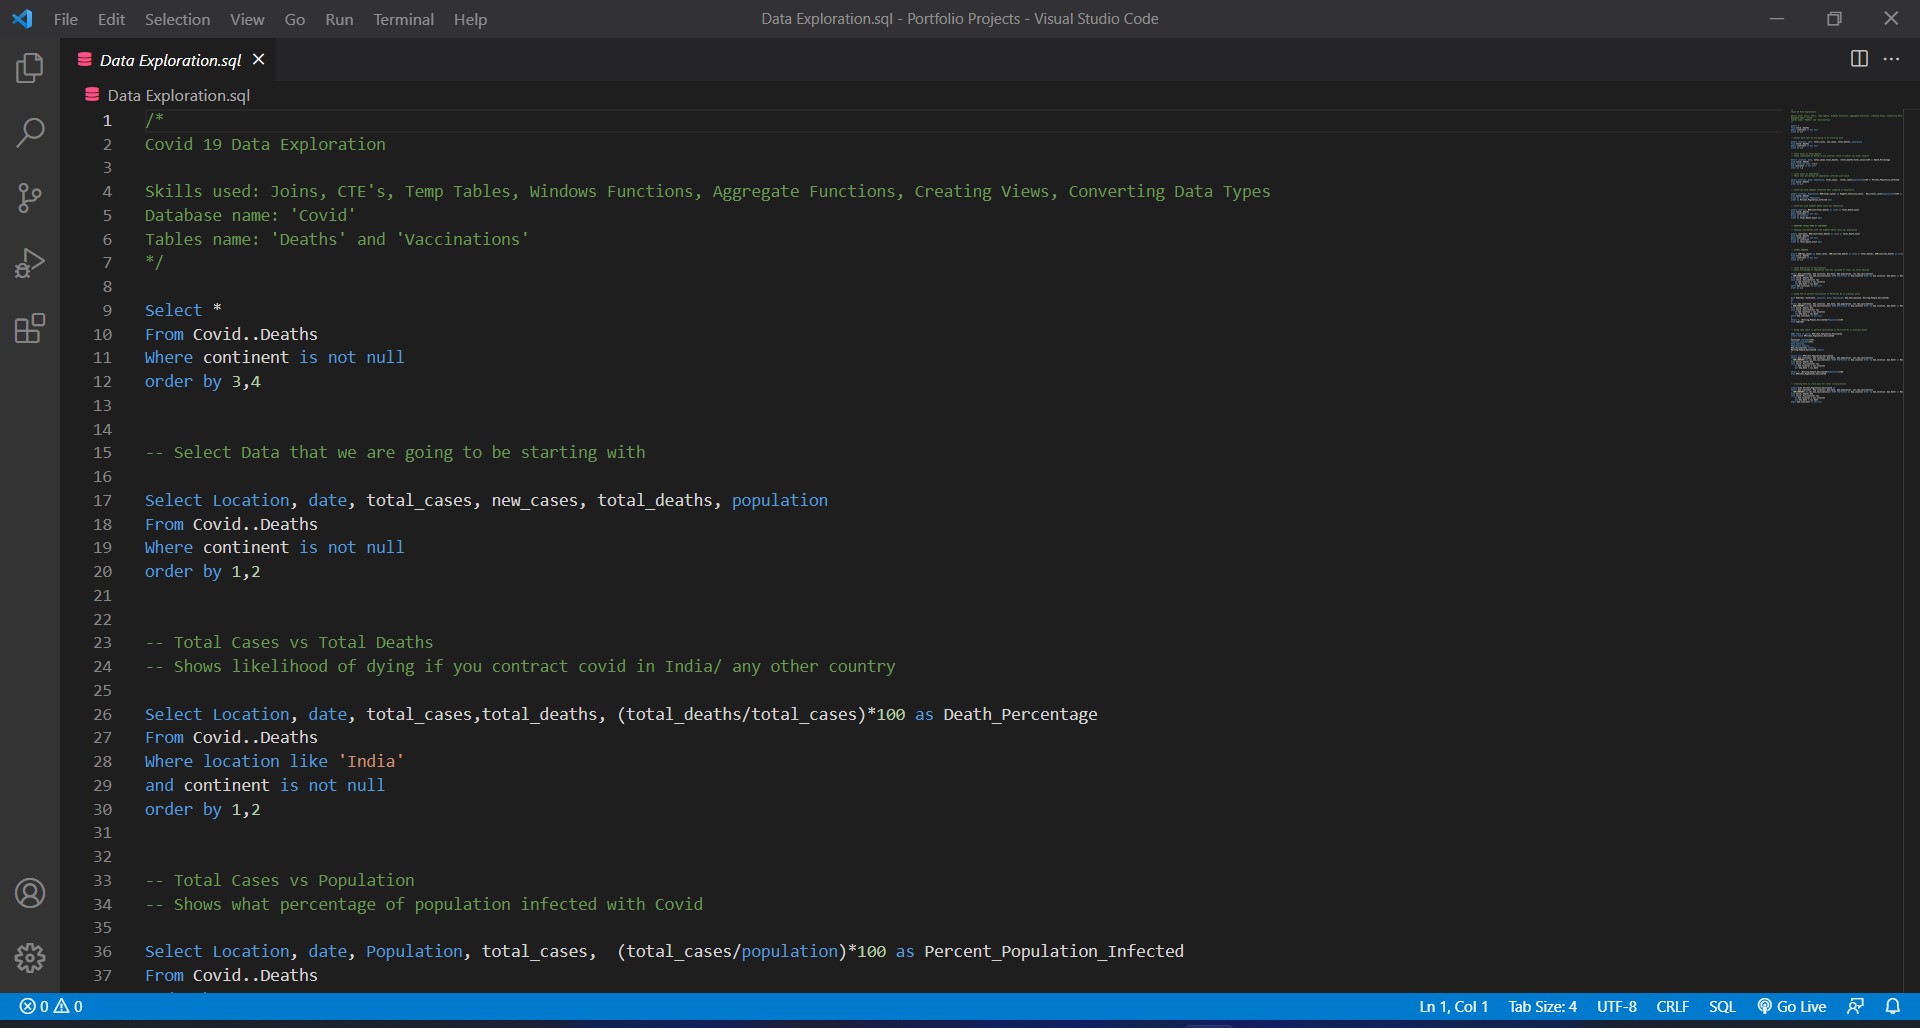 File Edit Selection View Go Run Terminal Help
Data Exploration.sql - Portfolio Projects - Visual Studio Code
Data Exploration.sql
Data Exploration.sql
1 /*
2 Covid 19 Data Exploration
3
4 Skills used: Joins, CTE's, Temp Tables, Windows Functions, Aggregate Functions, Creating Views, Converting Data Types
5 Database name: 'Covid'
6 Tables name: 'Deaths' and 'Vaccinations'
7 */
8
9 Select *
10 From Covid..Deaths
11 Where continent is not null
12 order by 3,4
13
14
15 -- Select Data that we are going to be starting with
16
17 Select Location, date, total_cases, new_cases, total_deaths, population
18 From Covid..Deaths
19 Where continent is not null
20 order by 1,2
21
22
23 -- Total Cases vs Total Deaths
24 -- Shows likelihood of dying if you contract covid in India/ any other country
25
26 Select Location, date, total_cases,total_deaths, (total_deaths/total_cases)*100 as Death_Percentage
27 From Covid..Deaths
28 Where location like 'India'
29 and continent is not null
30 order by 1,2
31
32
33 -- Total Cases vs Population
34 -- Shows what percentage of population infected with Covid
35
36 Select Location, date, Population, total_cases,  (total_cases/population)*100 as Percent_Population_Infected
37 From Covid..Deaths
0 0
Ln 1, Col 1 Tab Size: 4 UTF-8 CRLF SQL Go Live